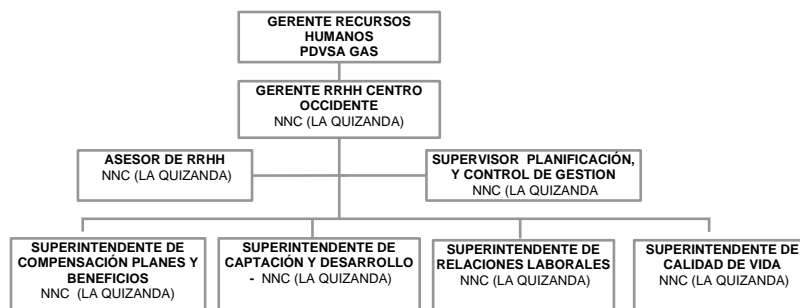 GERENTE RECURSOS
HUMANOS
PDVSA GAS
GERENTE RRHH CENTRO
OCCIDENTE
NNC (LA QUIZANDA)
ASESOR DE RRHH
NNC (LA QUIZANDA)
SUPERVISOR PLANIFICACIÓN,
Y CONTROL DE GESTION
NNC (LA QUIZANDA
SUPERINTENDENTE DE
COMPENSACIÓN PLANES Y
BENEFICIOS
NNC (LA QUIZANDA)
SUPERINTENDENTE DE
CAPTACIÓN Y DESARROLLO
- NNC (LA QUIZANDA)
SUPERINTENDENTE DE
RELACIONES LABORALES
NNC (LA QUIZANDA)
SUPERINTENDENTE DE
CALIDAD DE VIDA
NNC (LA QUIZANDA)